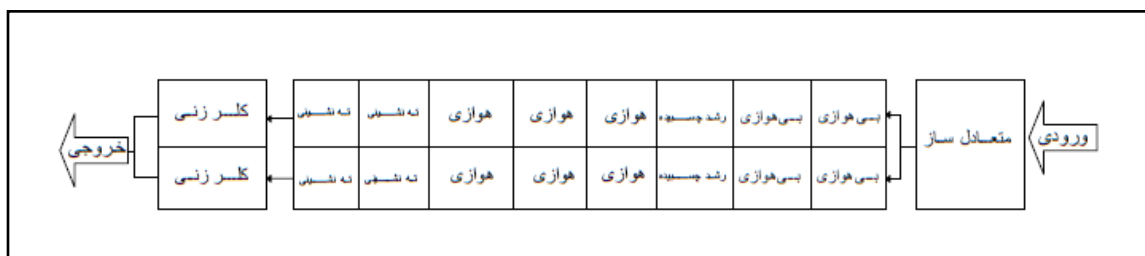 ورودی
متعادل ساز
بی هوازی
بی هوازی
رشد چسبیده
هوازی
هوازی
هوازی
ته نشینی
ته نشینی
کلر زنی
بی هوازی
بی هوازی
رشد چسبیده
هوازی
هوازی
هوازی
ته نشینی
ته نشینی
کلر زنی
خروجی